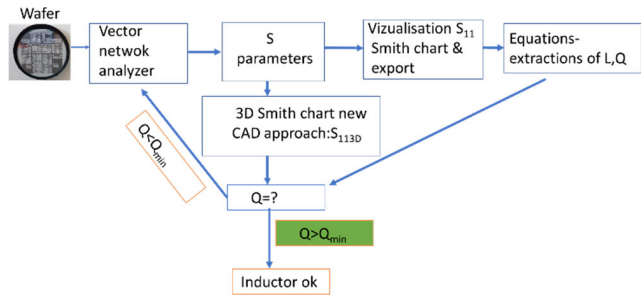 Wafer
Vector
netwok
analyzer
S
parameters
Vizualisation S₁₁
Smith chart &
export
Equations-
extractions of L,Q
3D Smith chart new
CAD approach:S₁₁₃D
Q<Qmin
Q=?
Q>Qmin
Inductor ok